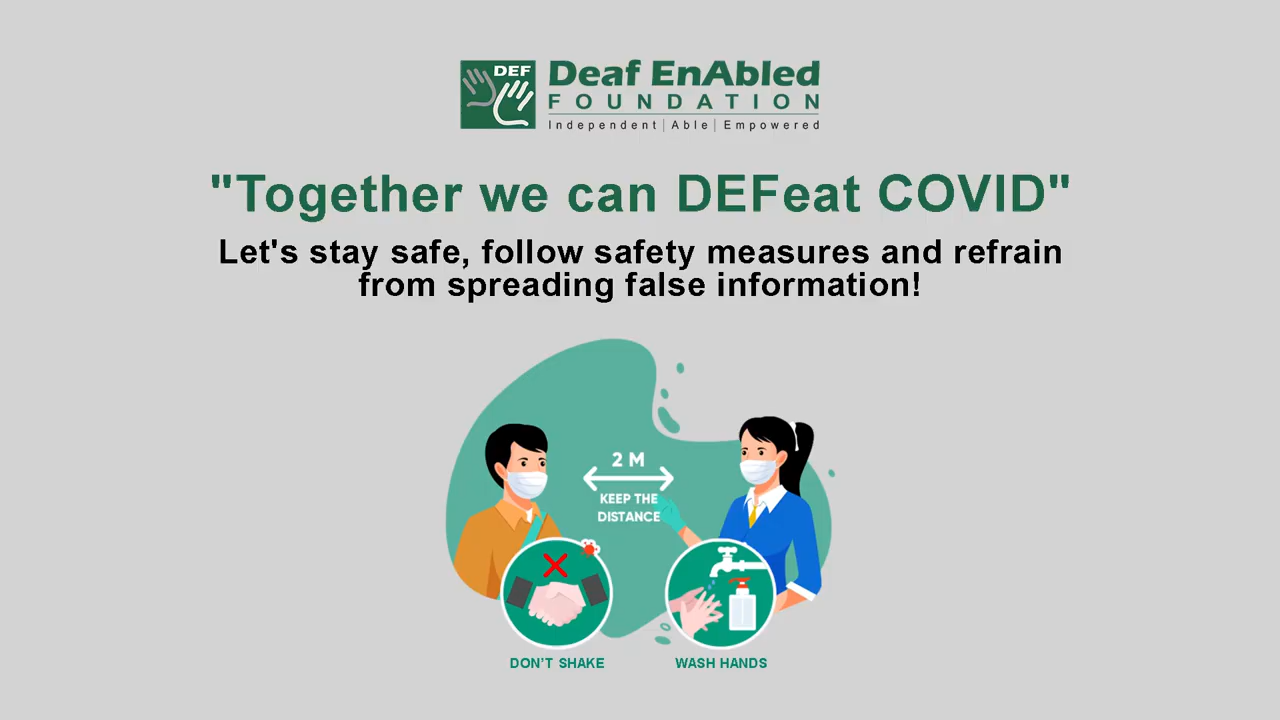 DEF
Deaf EnAbled
FOUNDATION
Independent | Able | Empowered
"Together we can DEFeat COVID"
Let's stay safe, follow safety measures and refrain
from spreading false information!
2 M
KEEP THE
DISTANCE
DON'T SHAKE
WASH HANDS